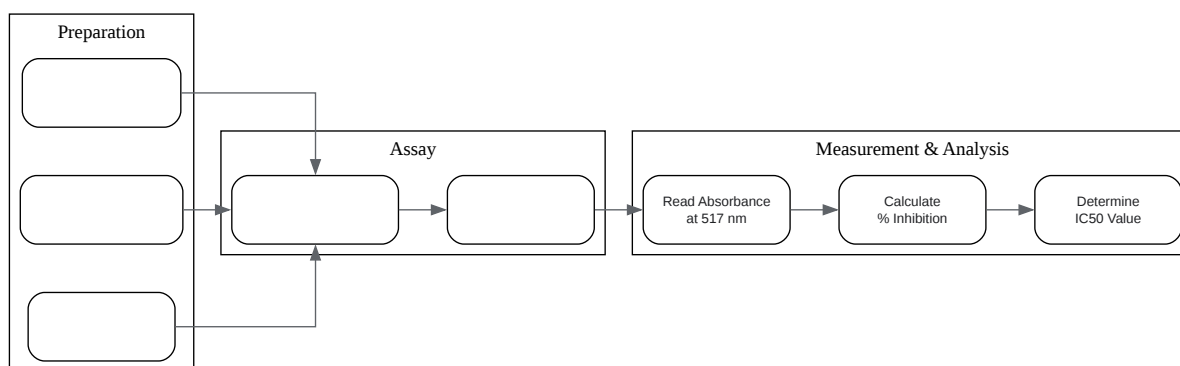 Preparation
Assay
Measurement & Analysis
Read Absorbance
at 517 nm
Calculate
% Inhibition
Determine
IC50 Value